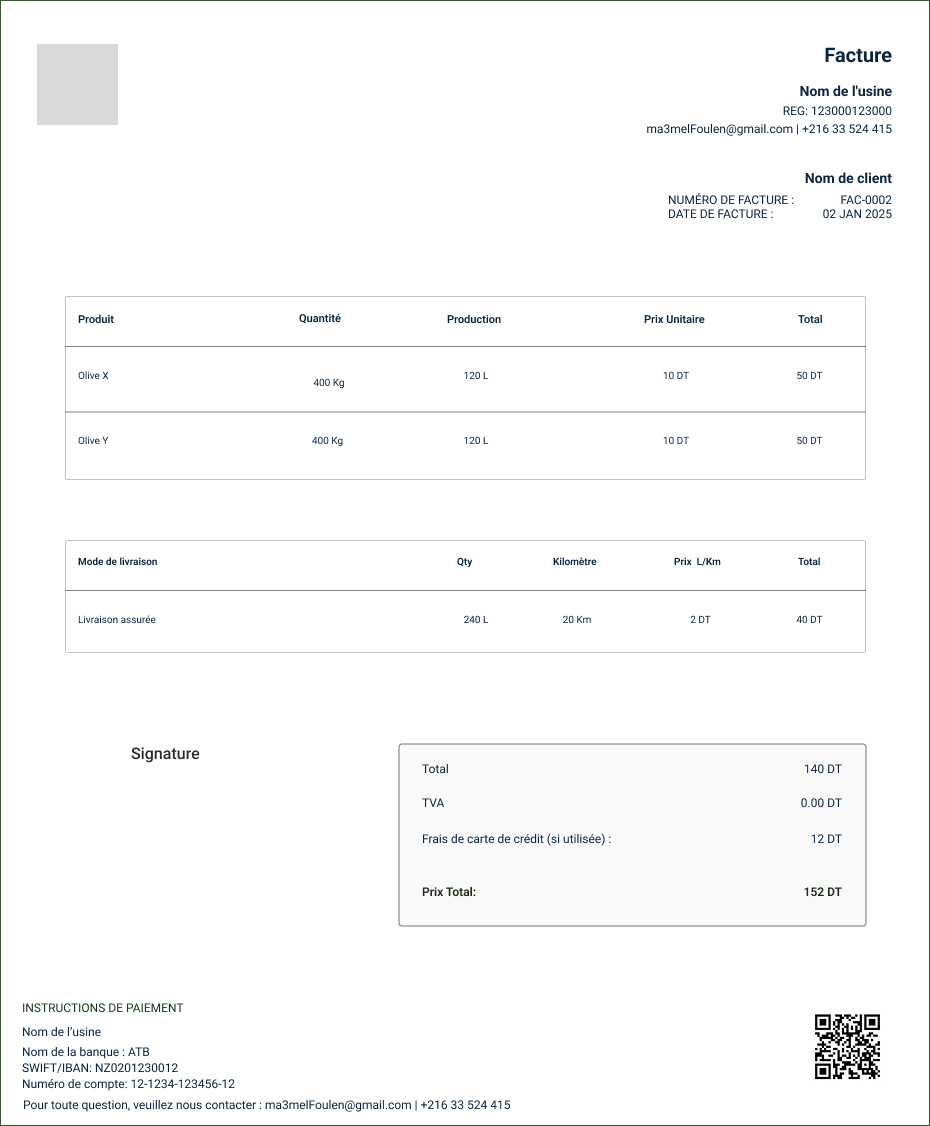 Facture
Nom de l'usine
REG: 123000123000
ma3melFoulen@gmail.com | +216 33 524 415
Nom de client
NUMÉRO DE FACTURE : FAC-0002
DATE DE FACTURE : 02 JAN 2025
Produit Quantité Production Prix Unitaire Total
Olive X 400 Kg 120 L 10 DT 50 DT
Olive Y 400 Kg 120 L 10 DT 50 DT
Mode de livraison Qty Kilomètre Prix L/Km Total
Livraison assurée 240 L 20 Km 2 DT 40 DT
Signature
Total 140 DT
TVA 0.00 DT
Frais de carte de crédit (si utilisée) : 12 DT
Prix Total: 152 DT
INSTRUCTIONS DE PAIEMENT
Nom de l’usine
Nom de la banque : ATB
SWIFT/IBAN: NZ0201230012
Numéro de compte: 12-1234-123456-12
Pour toute question, veuillez nous contacter : ma3melFoulen@gmail.com | +216 33 524 415